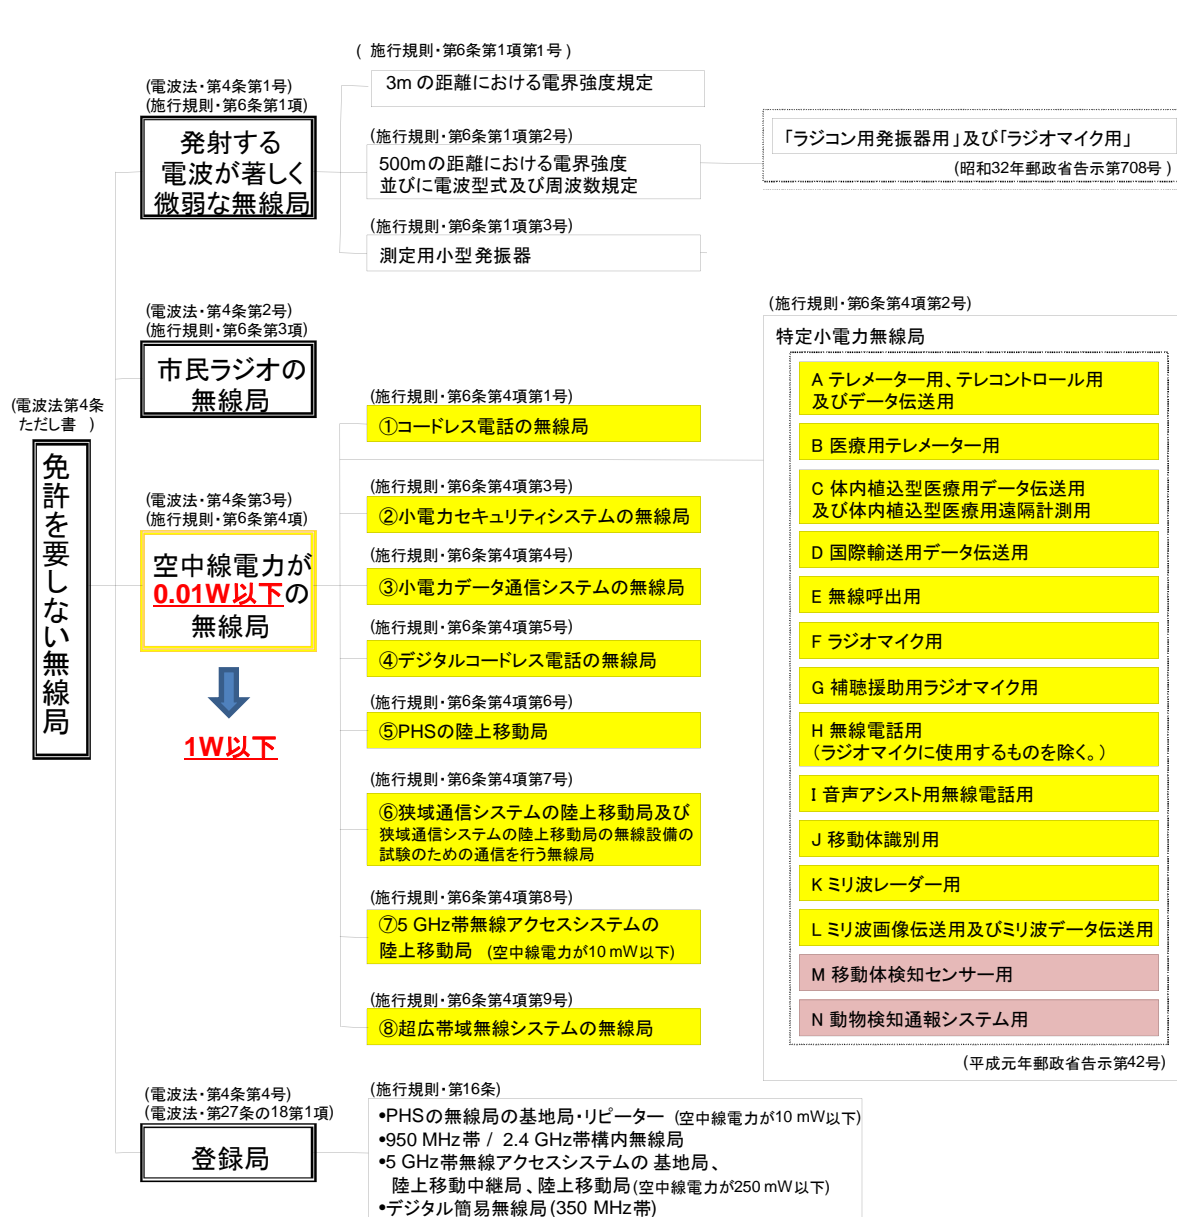 (電波法第4条
ただし書 )
免許を要しない無線局
(電波法・第4条第1号)
(施行規則・第6条第1項)
発射する
電波が著しく
微弱な無線局
( 施行規則・第6条第1項第1号 )
3m の距離における電界強度規定
(施行規則・第6条第1項第2号)
500mの距離における電界強度
並びに電波型式及び周波数規定
「ラジコン用発振器用」及び「ラジオマイク用」
(昭和32年郵政省告示第708号 )
(施行規則・第6条第1項第3号)
測定用小型発振器
(電波法・第4条第2号)
(施行規則・第6条第3項)
市民ラジオの
無線局
(電波法・第4条第3号)
(施行規則・第6条第4項)
空中線電力が
0.01W以下の
無線局
1W以下
(施行規則・第6条第4項第1号)
①コードレス電話の無線局
(施行規則・第6条第4項第3号)
②小電力セキュリティシステムの無線局
(施行規則・第6条第4項第4号)
③小電力データ通信システムの無線局
(施行規則・第6条第4項第5号)
④デジタルコードレス電話の無線局
(施行規則・第6条第4項第6号)
⑤PHSの陸上移動局
(施行規則・第6条第4項第7号)
⑥狭域通信システムの陸上移動局及び
狭域通信システムの陸上移動局の無線設備の
試験のための通信を行う無線局
(施行規則・第6条第4項第8号)
⑦5 GHz帯無線アクセスシステムの
陸上移動局 (空中線電力が10 mW以下)
(施行規則・第6条第4項第9号)
⑧超広帯域無線システムの無線局
(施行規則・第6条第4項第2号)
特定小電力無線局
A テレメーター用、テレコントロール用
及びデータ伝送用
B 医療用テレメーター用
C 体内植込型医療用データ伝送用
及び体内植込型医療用遠隔計測用
D 国際輸送用データ伝送用
E 無線呼出用
F ラジオマイク用
G 補聴援助用ラジオマイク用
H 無線電話用
（ラジオマイクに使用するものを除く。）
I 音声アシスト用無線電話用
J 移動体識別用
K ミリ波レーダー用
L ミリ波画像伝送用及びミリ波データ伝送用
M 移動体検知センサー用
N 動物検知通報システム用
(平成元年郵政省告示第42号)
(電波法・第4条第4号)
(電波法・第27条の18第1項)
登録局
(施行規則・第16条)
•PHSの無線局の基地局・リピーター (空中線電力が10 mW以下)
•950 MHz帯 / 2.4 GHz帯構内無線局
•5 GHz帯無線アクセスシステムの 基地局、
陸上移動中継局、陸上移動局(空中線電力が250 mW以下)
•デジタル簡易無線局(350 MHz帯)